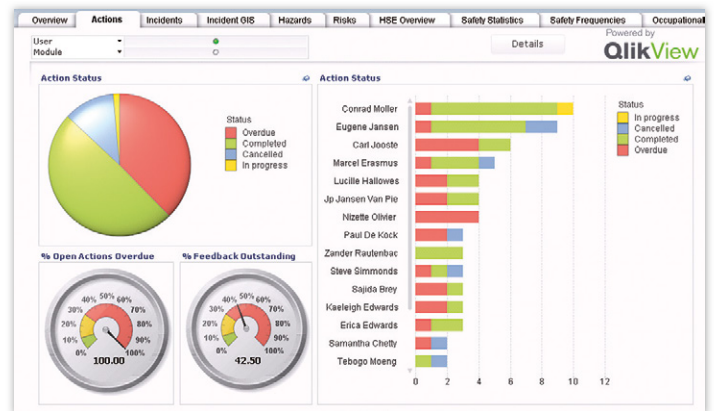 Overview Actions Incidents Incident GIS Hazards Risks HSE Overview Safety Statistics Safety Frequencies Occupational
User
Module
Details
Powered by
QlikView
Action Status
Status
Overdue
Completed
Cancelled
In progress
Action Status
Conrad Moller
Eugene Jansen
Carl Jooste
Marcel Erasmus
Lucille Hallowes
Jp Jansen Van Pie
Nizette Olivier
Paul De Kock
Zander Rautenbac
Steve Simmonds
Sajida Brey
Kaeleigh Edwards
Erica Edwards
Samantha Chetty
Tebogo Moeng
0 2 4 6 8 10 12
Status
In progress
Cancelled
Completed
Overdue
% Open Actions Overdue
0% 10% 20% 30% 40% 50% 60% 70% 80% 90% 100%
100.00
% Feedback Outstanding
0% 10% 20% 30% 40% 50% 60% 70% 80% 90% 100%
42.50